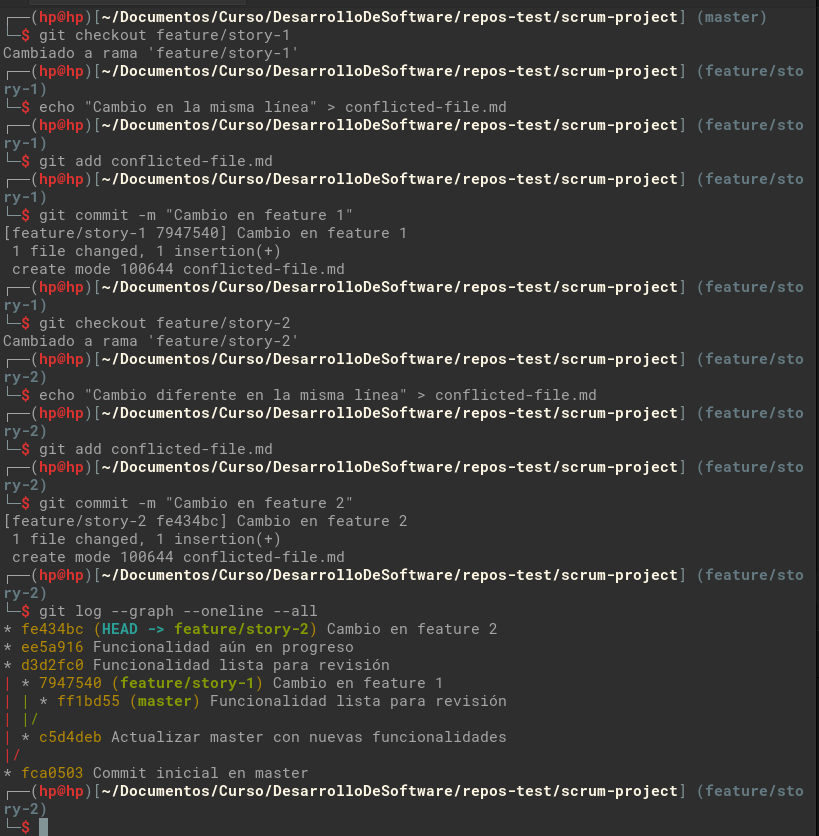 ┌──(hp@hp)[~/Documentos/Curso/DesarrolloDeSoftware/repos-test/scrum-project] (master)
└─$ git checkout feature/story-1
Cambiado a rama 'feature/story-1'
┌──(hp@hp)[~/Documentos/Curso/DesarrolloDeSoftware/repos-test/scrum-project] (feature/sto
ry-1)
└─$ echo "Cambio en la misma línea" > conflicted-file.md
┌──(hp@hp)[~/Documentos/Curso/DesarrolloDeSoftware/repos-test/scrum-project] (feature/sto
ry-1)
└─$ git add conflicted-file.md
┌──(hp@hp)[~/Documentos/Curso/DesarrolloDeSoftware/repos-test/scrum-project] (feature/sto
ry-1)
└─$ git commit -m "Cambio en feature 1"
[feature/story-1 7947540] Cambio en feature 1
 1 file changed, 1 insertion(+)
 create mode 100644 conflicted-file.md
┌──(hp@hp)[~/Documentos/Curso/DesarrolloDeSoftware/repos-test/scrum-project] (feature/sto
ry-1)
└─$ git checkout feature/story-2
Cambiado a rama 'feature/story-2'
┌──(hp@hp)[~/Documentos/Curso/DesarrolloDeSoftware/repos-test/scrum-project] (feature/sto
ry-2)
└─$ echo "Cambio diferente en la misma línea" > conflicted-file.md
┌──(hp@hp)[~/Documentos/Curso/DesarrolloDeSoftware/repos-test/scrum-project] (feature/sto
ry-2)
└─$ git add conflicted-file.md
┌──(hp@hp)[~/Documentos/Curso/DesarrolloDeSoftware/repos-test/scrum-project] (feature/sto
ry-2)
└─$ git commit -m "Cambio en feature 2"
[feature/story-2 fe434bc] Cambio en feature 2
 1 file changed, 1 insertion(+)
 create mode 100644 conflicted-file.md
┌──(hp@hp)[~/Documentos/Curso/DesarrolloDeSoftware/repos-test/scrum-project] (feature/sto
ry-2)
└─$ git log --graph --oneline --all
* fe434bc (HEAD -> feature/story-2) Cambio en feature 2
* ee5a916 Funcionalidad aún en progreso
* d3d2fc0 Funcionalidad lista para revisión
| * 7947540 (feature/story-1) Cambio en feature 1
| | * ff1bd55 (master) Funcionalidad lista para revisión
| |/
| * c5d4deb Actualizar master con nuevas funcionalidades
|/
* fca0503 Commit inicial en master
┌──(hp@hp)[~/Documentos/Curso/DesarrolloDeSoftware/repos-test/scrum-project] (feature/sto
ry-2)
└─$